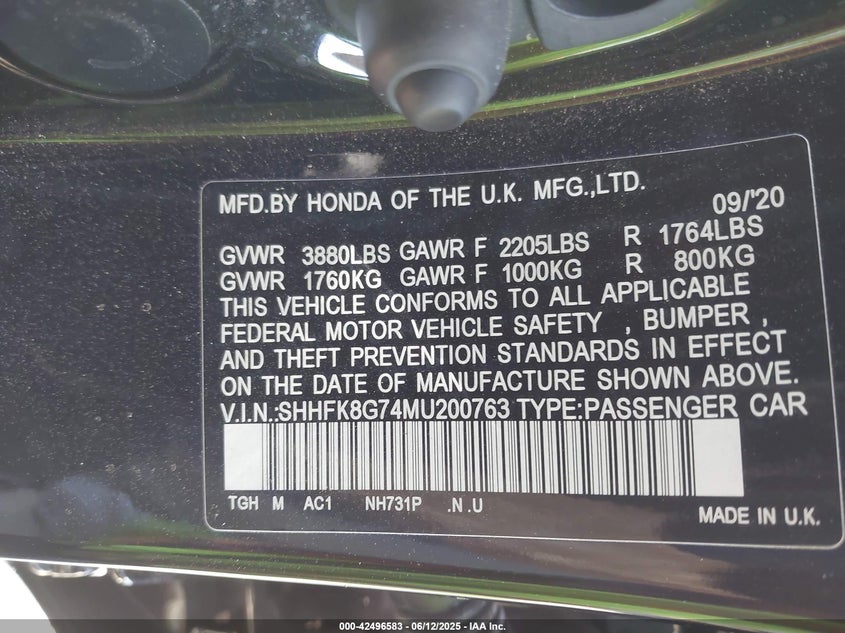 MFD.BY HONDA OF THE U.K. MFG.,LTD. 09/'20
GVWR 3880LBS GAWR F 2205LBS R 1764LBS
GVWR 1760KG GAWR F 1000KG R 800KG
THIS VEHICLE CONFORMS TO ALL APPLICABLE
FEDERAL MOTOR VEHICLE SAFETY , BUMPER ,
AND THEFT PREVENTION STANDARDS IN EFFECT
ON THE DATE OF MANUFACTURE SHOWN ABOVE.
V.I.N.:SHHFK8G74MU200763 TYPE:PASSENGER CAR
TGH M AC1 NH731P .N .U
MADE IN U.K.
000-42496583 - 06/12/2025 - IAA Inc.